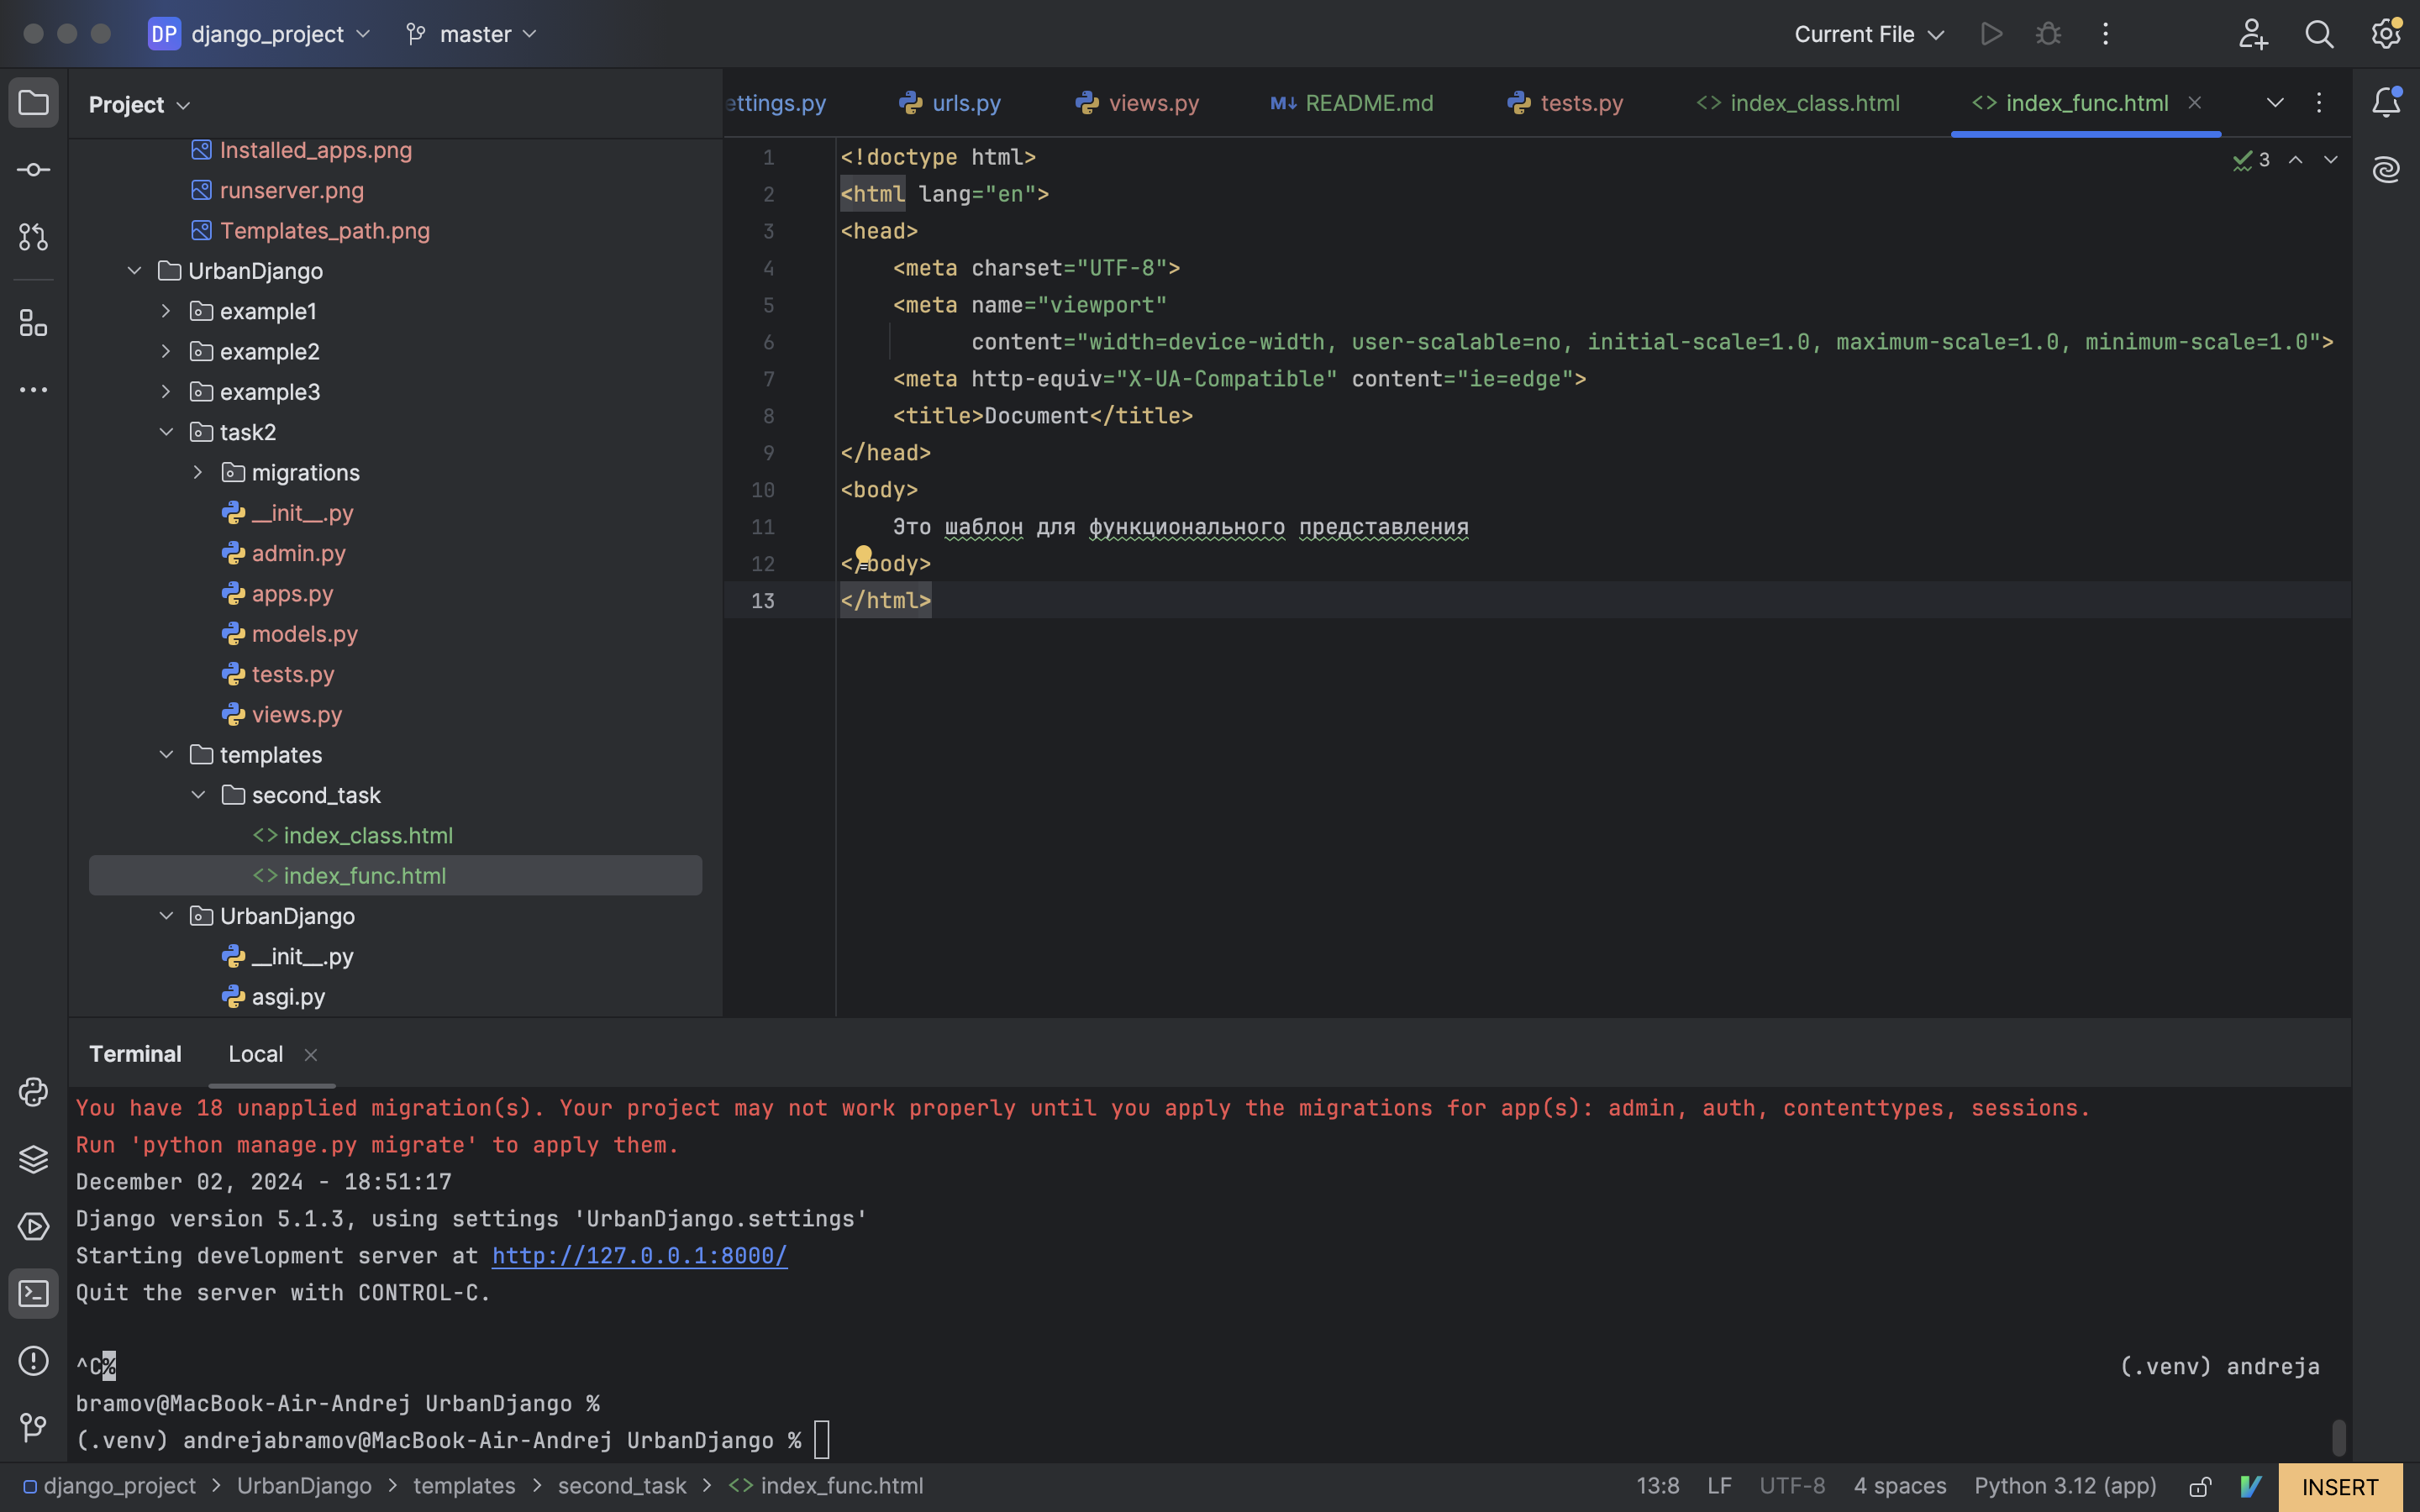 DP django_project master Current File
Project
ettings.py urls.py views.py M↓ README.md tests.py <> index_class.html <> index_func.html
Installed_apps.png
runserver.png
Templates_path.png
UrbanDjango
example1
example2
example3
task2
migrations
__init__.py
admin.py
apps.py
models.py
tests.py
views.py
templates
second_task
<> index_class.html
<> index_func.html
UrbanDjango
__init__.py
asgi.py
3
1 <!doctype html>
2 <html lang="en">
3 <head>
4 <meta charset="UTF-8">
5 <meta name="viewport"
6 content="width=device-width, user-scalable=no, initial-scale=1.0, maximum-scale=1.0, minimum-scale=1.0">
7 <meta http-equiv="X-UA-Compatible" content="ie=edge">
8 <title>Document</title>
9 </head>
10 <body>
11 Это шаблон для функционального представления
12 </body>
13 </html>
Terminal Local
You have 18 unapplied migration(s). Your project may not work properly until you apply the migrations for app(s): admin, auth, contenttypes, sessions.
Run 'python manage.py migrate' to apply them.
December 02, 2024 - 18:51:17
Django version 5.1.3, using settings 'UrbanDjango.settings'
Starting development server at http://127.0.0.1:8000/
Quit the server with CONTROL-C.
^C% (.venv) andreja
bramov@MacBook-Air-Andrej UrbanDjango %
(.venv) andrejabramov@MacBook-Air-Andrej UrbanDjango %
django_project > UrbanDjango > templates > second_task > <> index_func.html 13:8 LF UTF-8 4 spaces Python 3.12 (app) INSERT